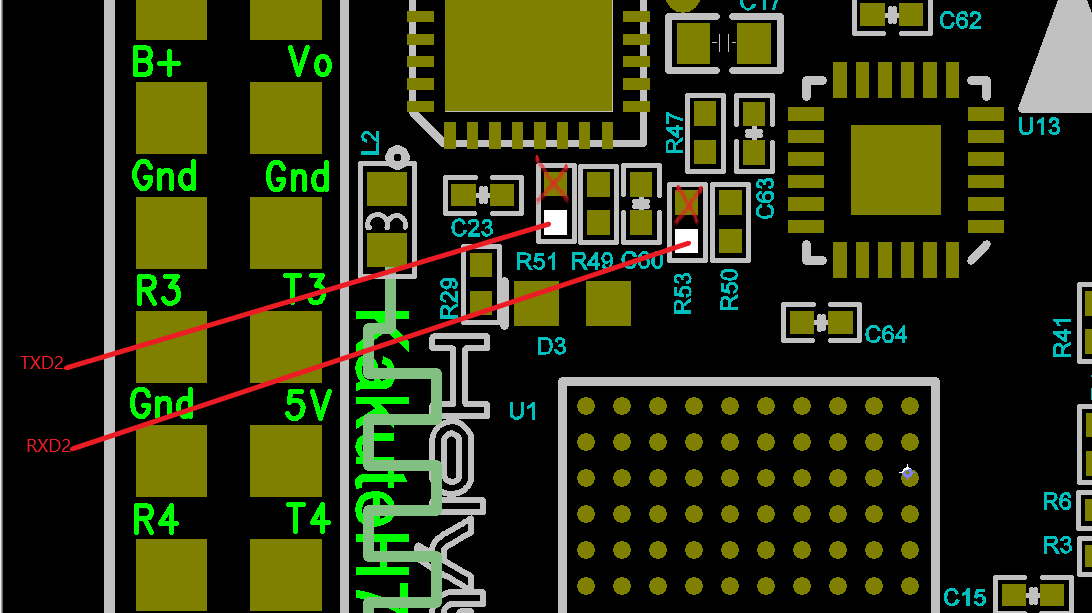 C17
C62
B+ Vo
R47
U13
L2
Gnd Gnd
C63
C23
R51 R49 C60
R53
R50
R3 T3
R29
R41
C64
D3
TXD2
Gnd 5V
U1
RXD2
KakuteH7
R4 T4
R6
R3
C15